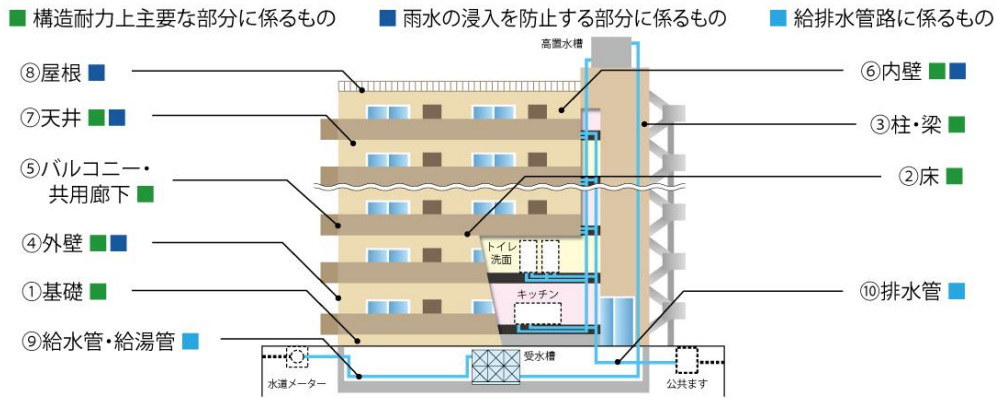 ■ 構造耐力上主要な部分に係るもの ■ 雨水の浸入を防止する部分に係るもの ■ 給排水管路に係るもの
高置水槽
⑧屋根 ■
⑥内壁 ■ ■
⑦天井 ■ ■
③柱・梁 ■
⑤バルコニー・
共用廊下 ■
②床 ■
④外壁 ■ ■
トイレ
洗面
①基礎 ■
キッチン
⑩排水管 ■
⑨給水管・給湯管 ■
受水槽
水道メーター
公共ます